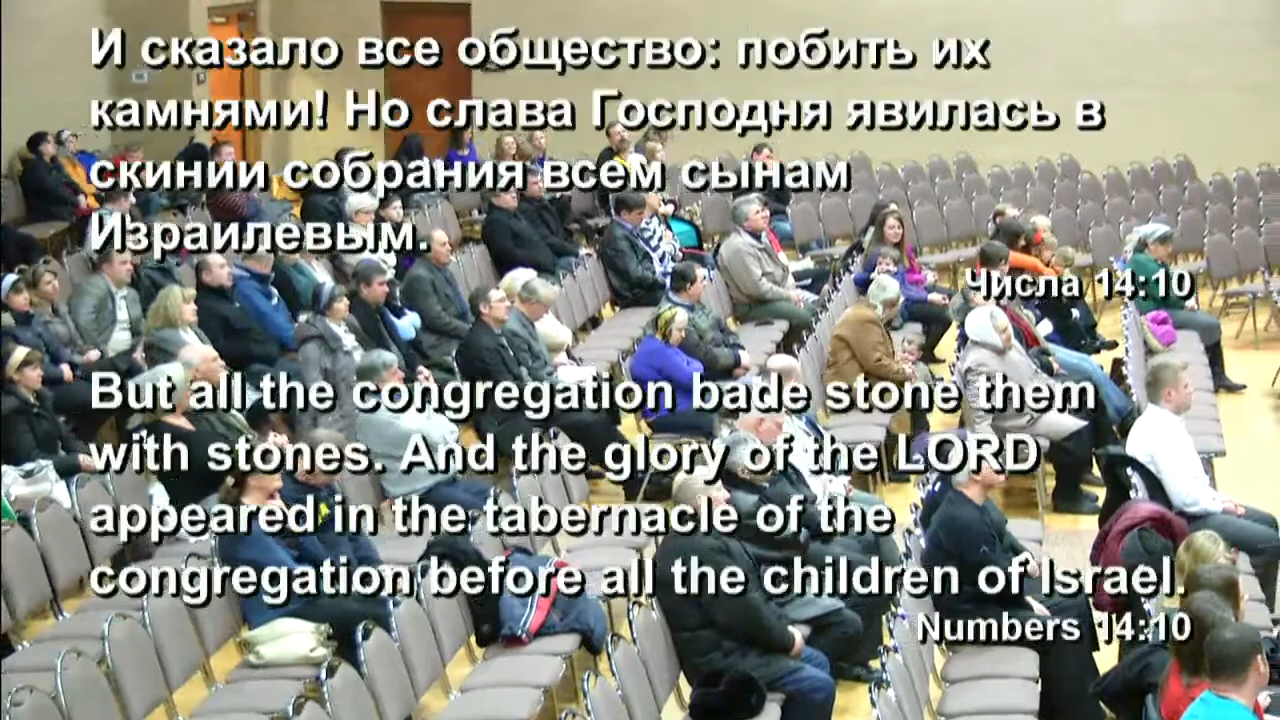 И сказало все общество: побить их
камнями! Но слава Господня явилась в
скинии собрания всем сынам
Израилевым.
Числа 14:10
But all the congregation bade stone them
with stones. And the glory of the LORD
appeared in the tabernacle of the
congregation before all the children of Israel.
Numbers 14:10